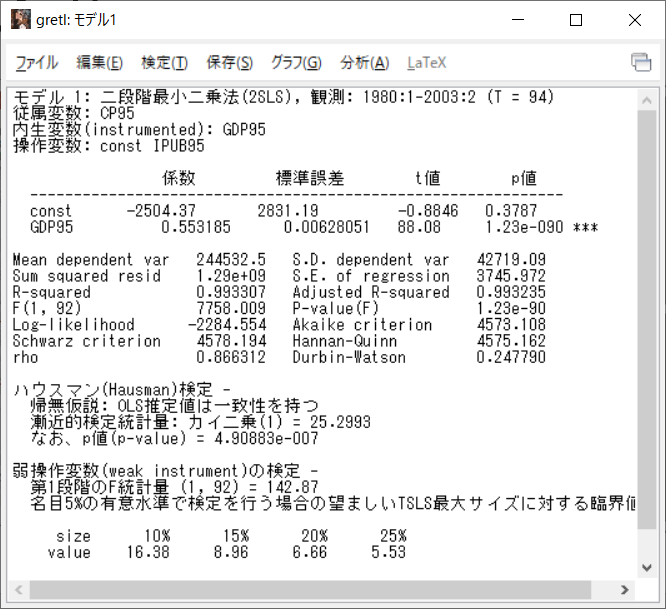 gretl: モデル1
ファイル 編集(E) 検定(T) 保存(S) グラフ(G) 分析(A) LaTeX
モデル 1: 二段階最小二乗法(2SLS), 観測: 1980:1-2003:2 (T = 94)
従属変数: CP95
内生変数(instrumented): GDP95
操作変数: const IPUB95
係数 標準誤差 t値 p値
------------------------------------------------------------------
const -2504.37 2831.19 -0.8846 0.3787
GDP95 0.553185 0.00628051 88.08 1.23e-090 ***
Mean dependent var 244532.5 S.D. dependent var 42719.09
Sum squared resid 1.29e+09 S.E. of regression 3745.972
R-squared 0.993307 Adjusted R-squared 0.993235
F(1, 92) 7758.009 P-value(F) 1.23e-90
Log-likelihood -2284.554 Akaike criterion 4573.108
Schwarz criterion 4578.194 Hannan-Quinn 4575.162
rho 0.866312 Durbin-Watson 0.247790
ハウスマン(Hausman)検定 -
帰無仮説: OLS推定値は一致性を持つ
漸近的検定統計量: カイ二乗(1) = 25.2993
なお、p値(p-value) = 4.90883e-007
弱操作変数(weak instrument)の検定 -
第1段階のF統計量 (1, 92) = 142.87
名目5%の有意水準で検定を行う場合の望ましいTSLS最大サイズに対する臨界値
size 10% 15% 20% 25%
value 16.38 8.96 6.66 5.53